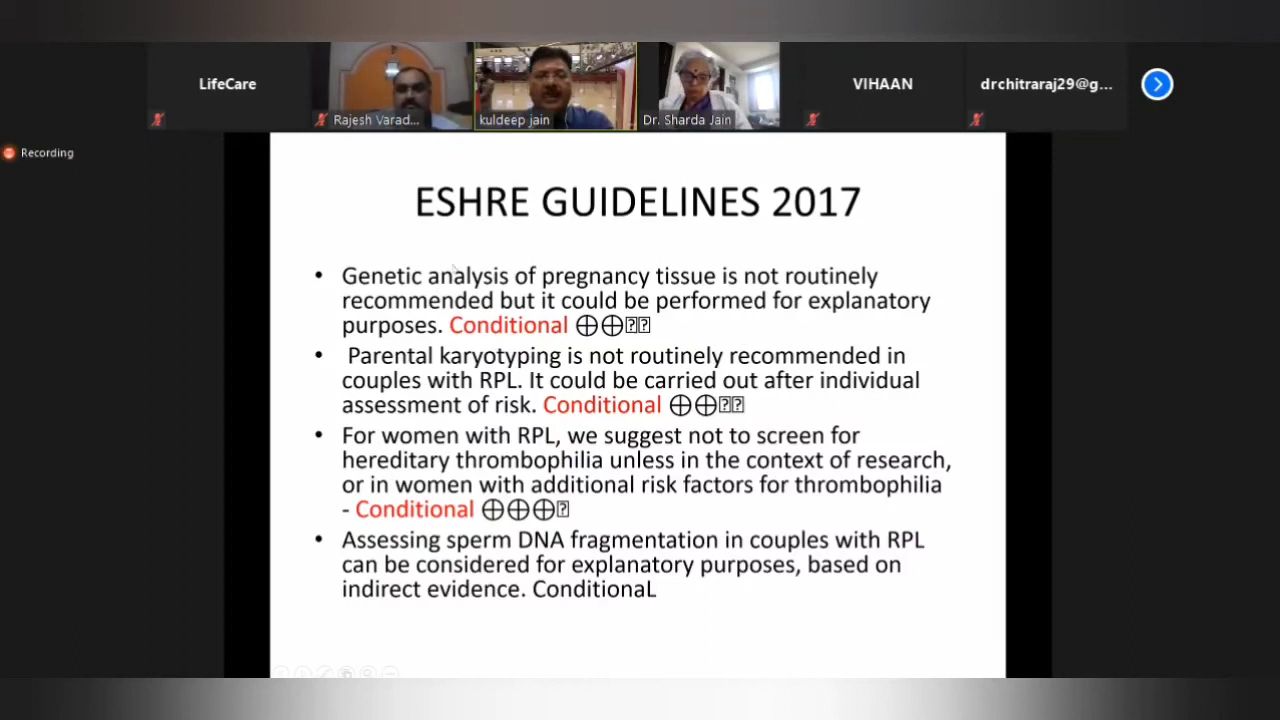 LifeCare
Rajesh Varad...
kuldeep jain
Dr. Sharda Jain
VIHAAN
drchitraraj29@g...
Recording
ESHRE GUIDELINES 2017
• Genetic analysis of pregnancy tissue is not routinely
recommended but it could be performed for explanatory
purposes. Conditional ⨁⨁⍰⍰
• Parental karyotyping is not routinely recommended in
couples with RPL. It could be carried out after individual
assessment of risk. Conditional ⨁⨁⍰⍰
• For women with RPL, we suggest not to screen for
hereditary thrombophilia unless in the context of research,
or in women with additional risk factors for thrombophilia
- Conditional ⨁⨁⨁⍰
• Assessing sperm DNA fragmentation in couples with RPL
can be considered for explanatory purposes, based on
indirect evidence. ConditionaL